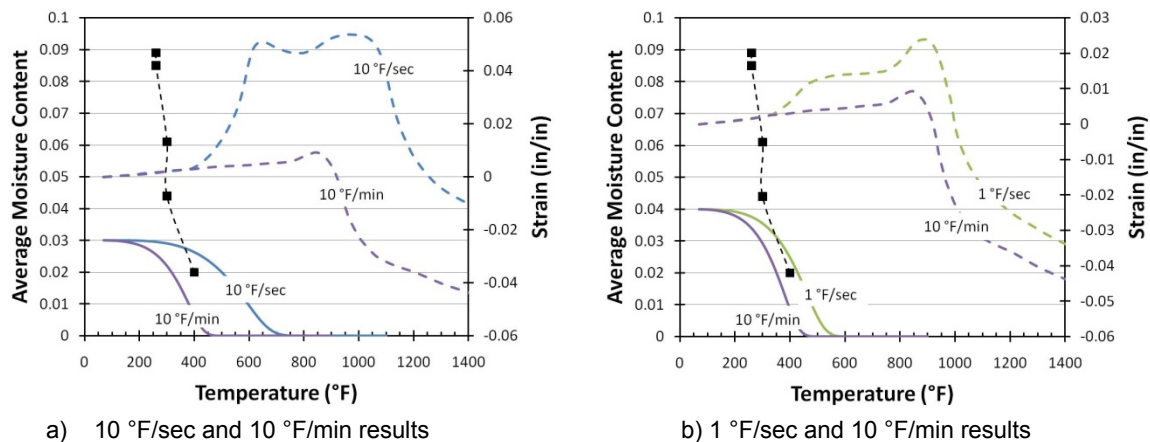 0.1
0.09
0.08
0.07
0.06
0.05
0.04
0.03
0.02
0.01
0
Average Moisture Content
0 200 400 600 800 1000 1200 1400
Temperature (°F)
0.06
0.04
0.02
0
-0.02
-0.04
-0.06
Strain (in/in)
10 °F/sec
10 °F/min
10 °F/sec
10 °F/min
a) 10 °F/sec and 10 °F/min results
0.1
0.09
0.08
0.07
0.06
0.05
0.04
0.03
0.02
0.01
0
Average Moisture Content
0 200 400 600 800 1000 1200 1400
Temperature (°F)
0.03
0.02
0.01
0
-0.01
-0.02
-0.03
-0.04
-0.05
-0.06
Strain (in/in)
1 °F/sec
10 °F/min
1 °F/sec
10 °F/min
b) 1 °F/sec and 10 °F/min results